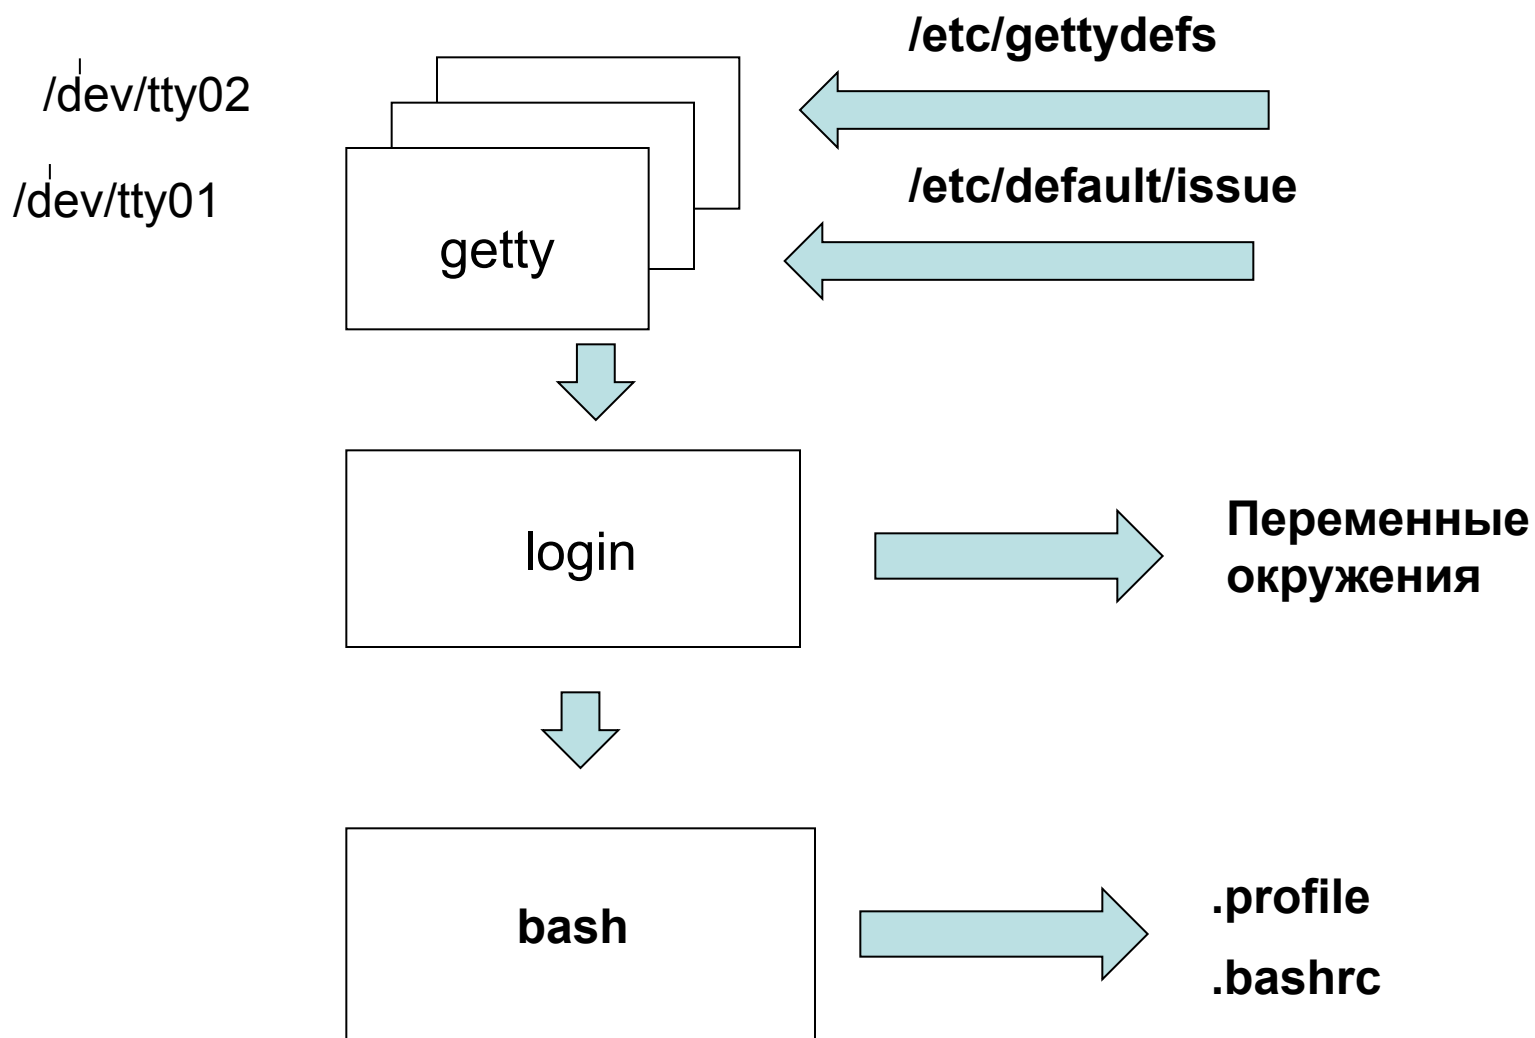 /etc/gettydefs
/dev/tty02
/etc/default/issue
/dev/tty01
getty
login
Переменные
окружения
bash
.profile
.bashrc